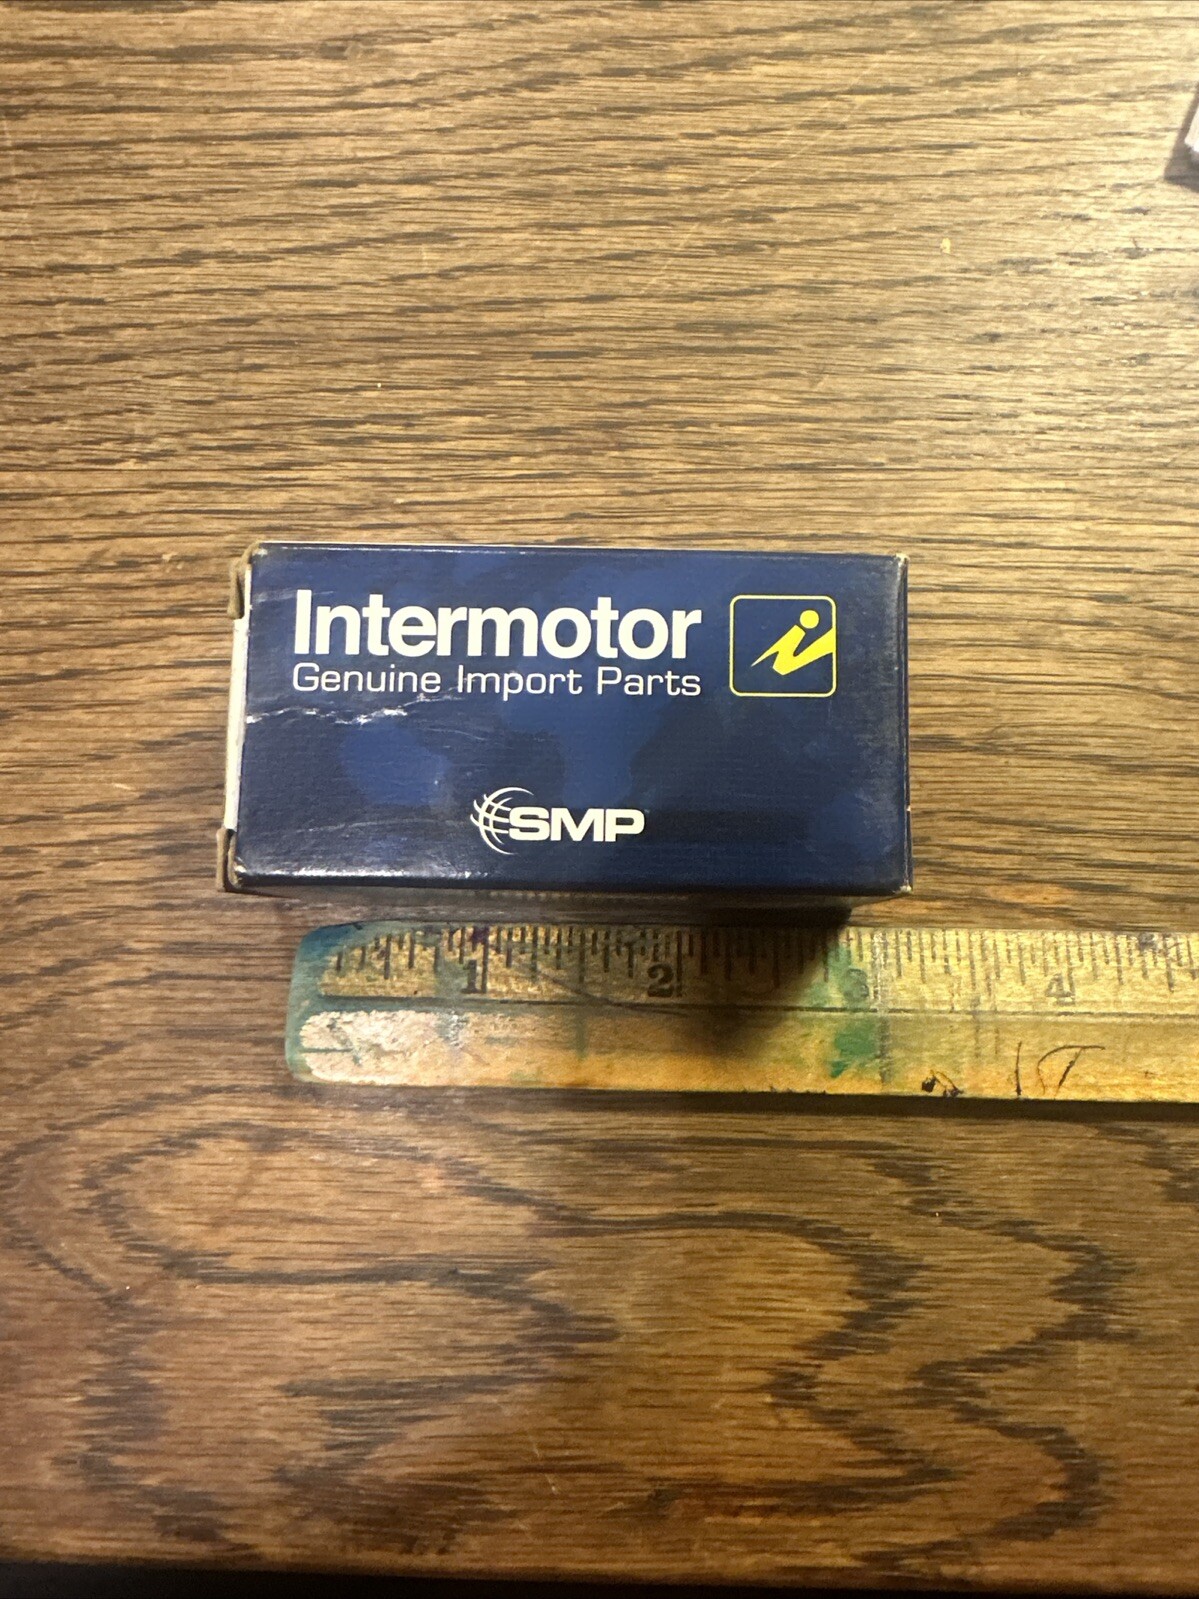 Intermotor
Genuine Import Parts
SMP
1 2 3 4